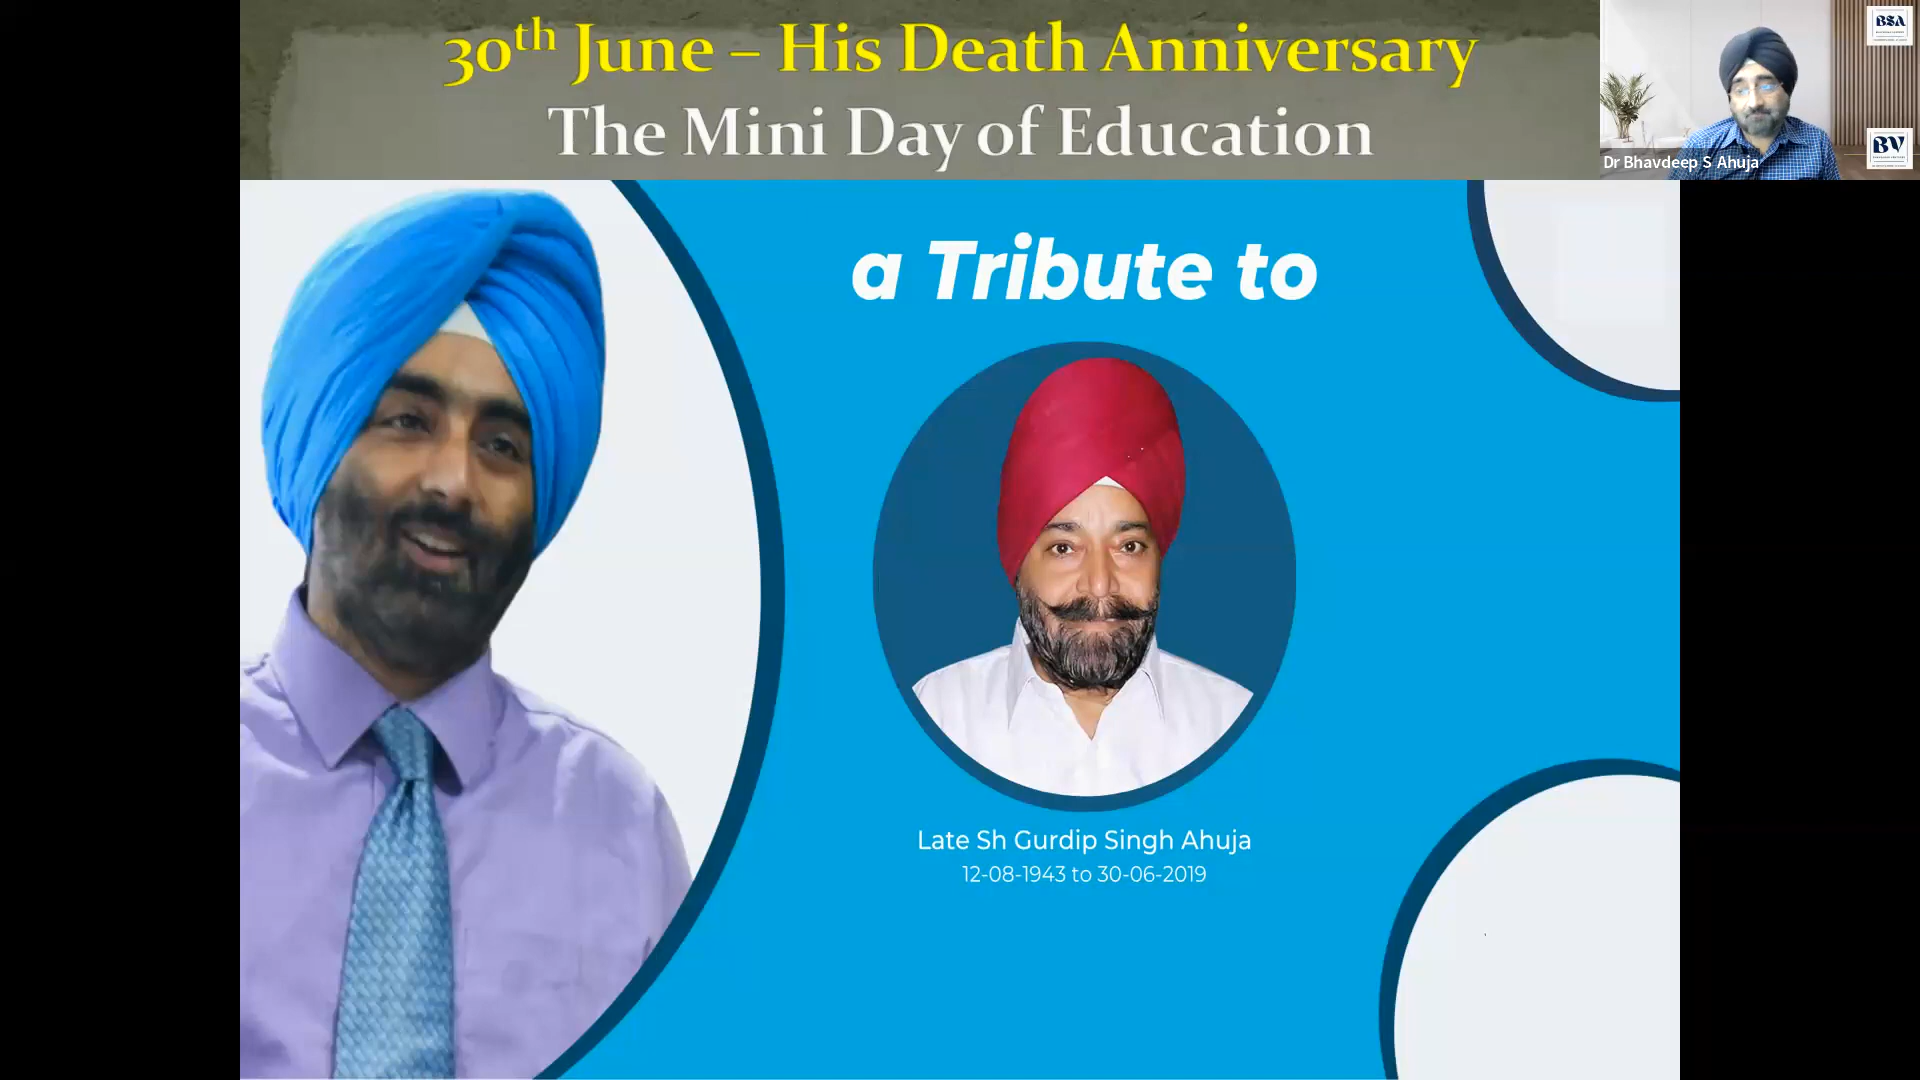 30th June – His Death Anniversary
The Mini Day of Education
BSA
Dr Bhavdeep S Ahuja
BV
a Tribute to
Late Sh Gurdip Singh Ahuja
12-08-1943 to 30-06-2019